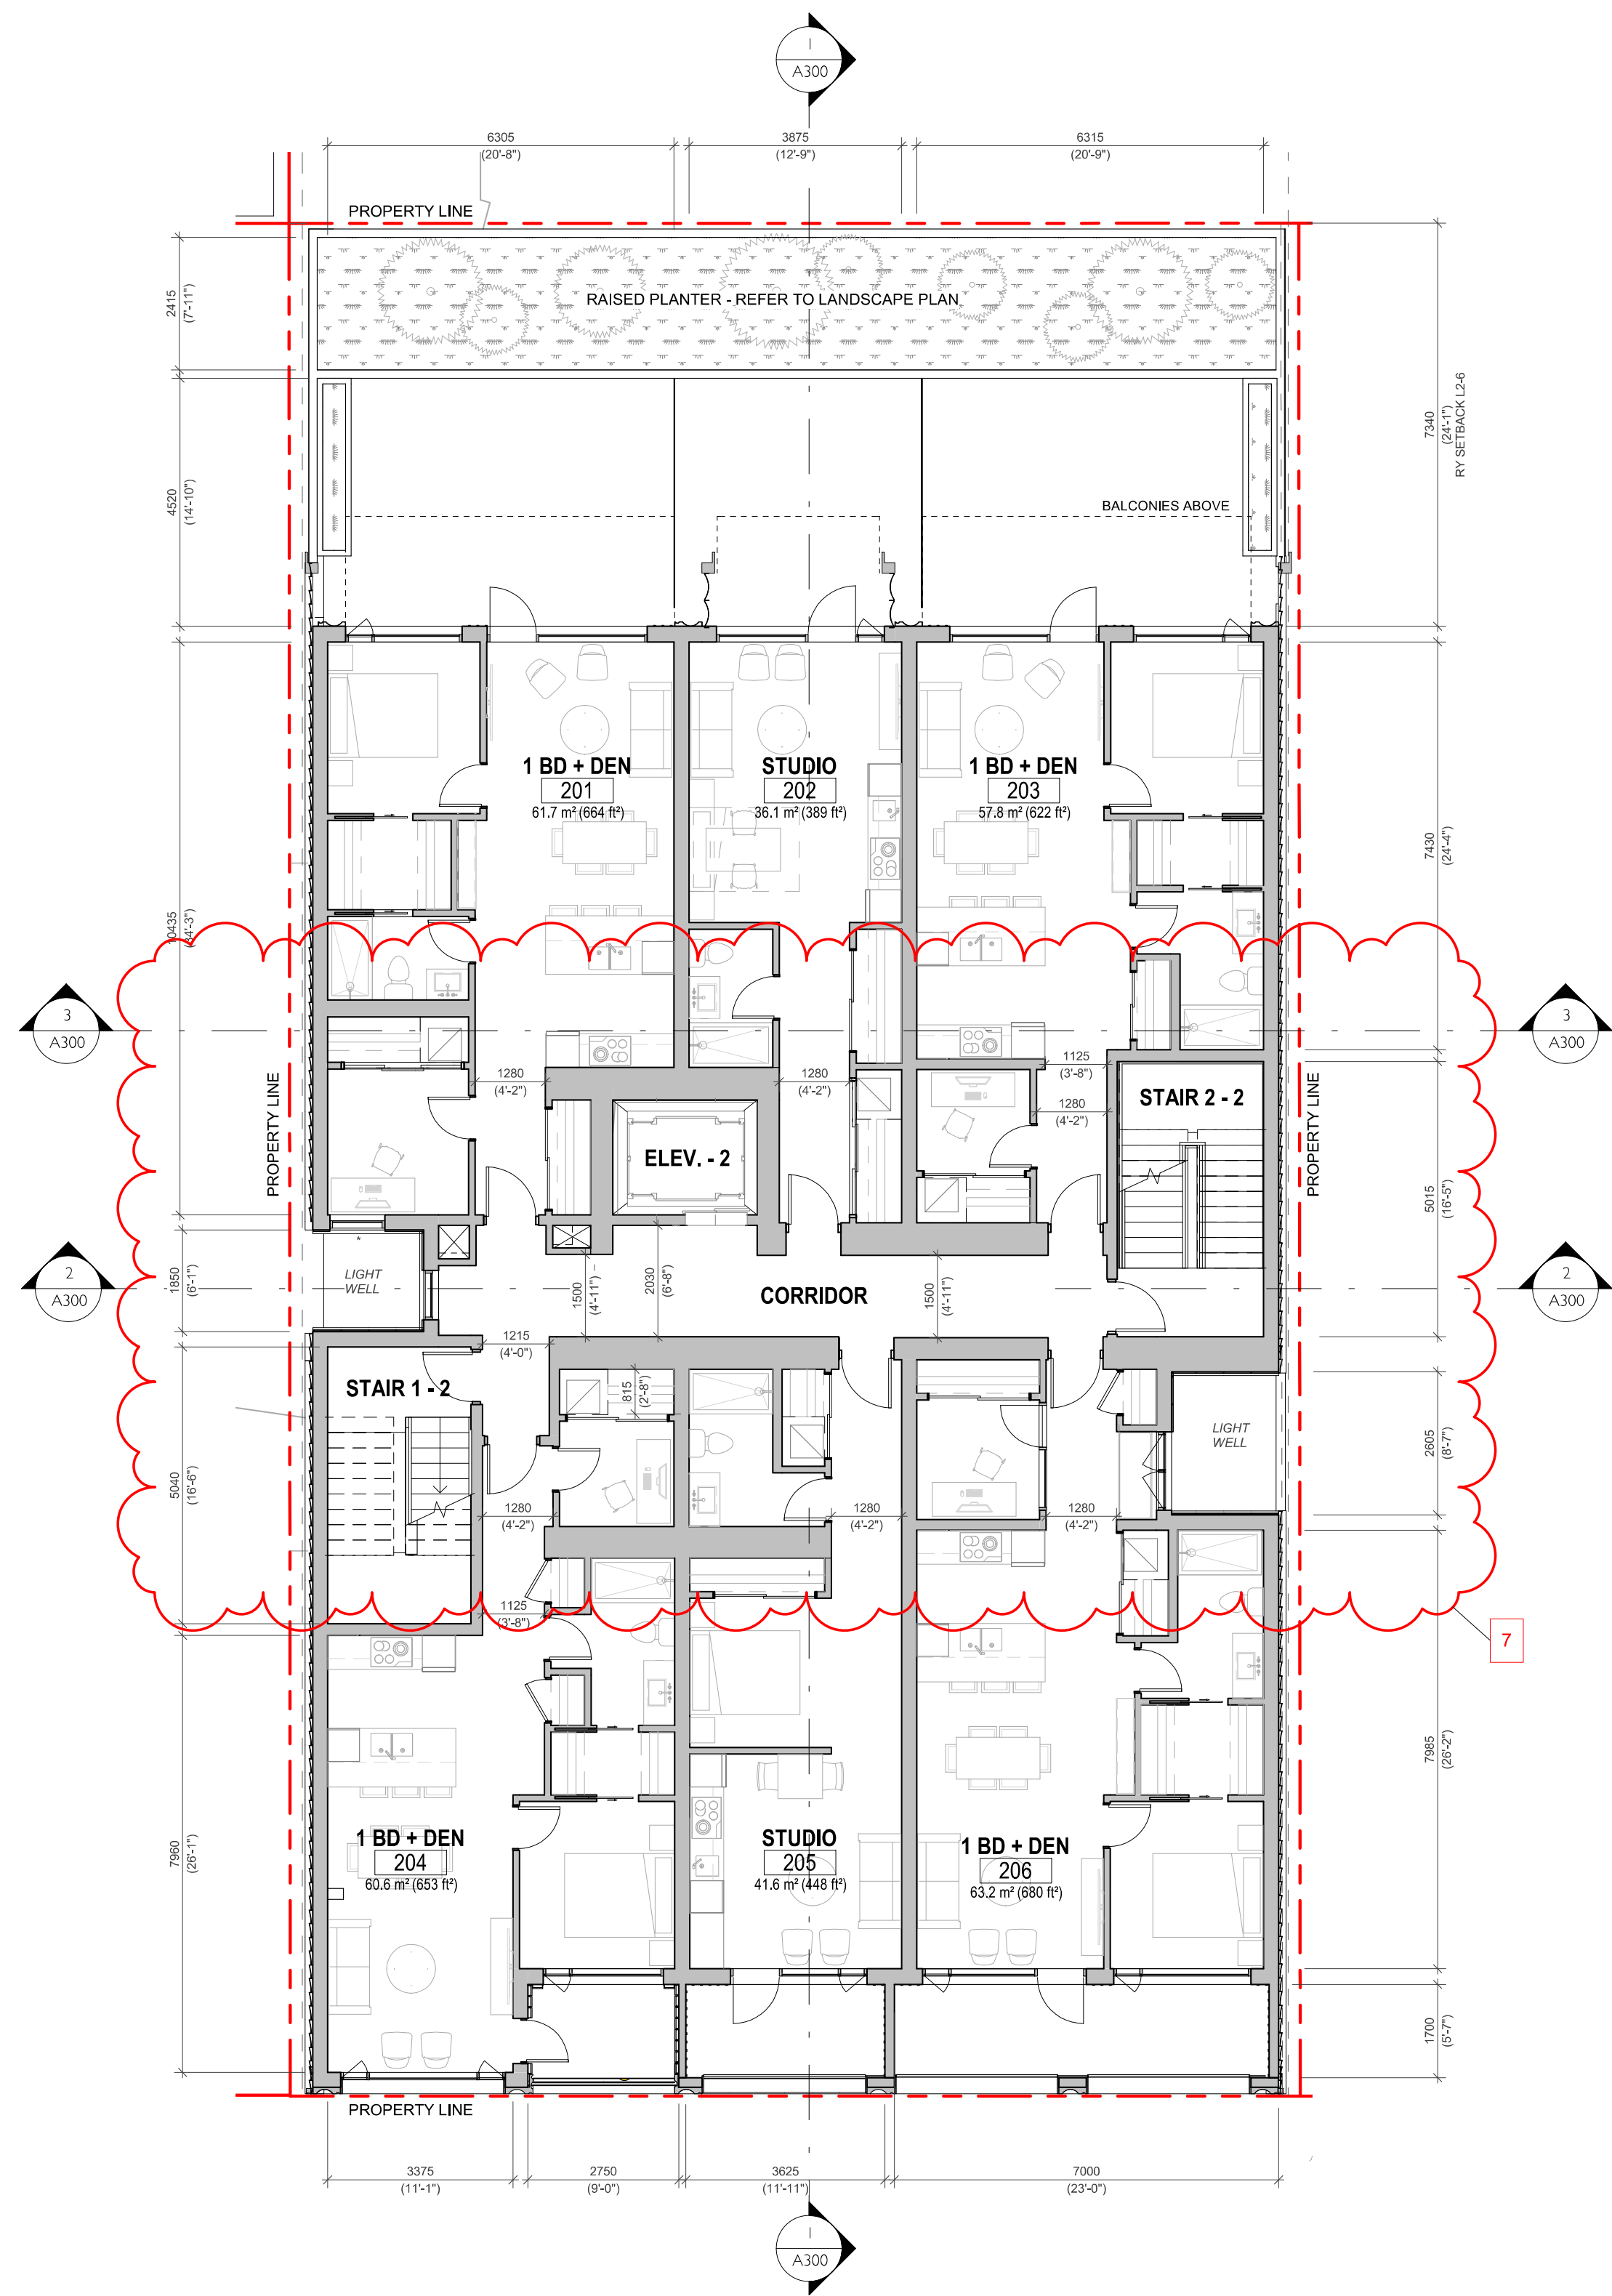 1
A300
6305
(20'-8")
3875
(12'-9")
6315
(20'-9")
PROPERTY LINE
2415
(7'-11")
RAISED PLANTER - REFER TO LANDSCAPE PLAN
7340
(24'-1")
RY SETBACK L2-6
4520
(14'-10")
BALCONIES ABOVE
1 BD + DEN
201
61.7 m² (664 ft²)
STUDIO
202
36.1 m² (389 ft²)
1 BD + DEN
203
57.8 m² (622 ft²)
7430
(24'-4")
10435
(34'-3")
3
A300
3
A300
1280
(4'-2")
1280
(4'-2")
1125
(3'-8")
1280
(4'-2")
STAIR 2 - 2
PROPERTY LINE
PROPERTY LINE
ELEV. - 2
5015
(16'-5")
2
A300
1850
(6'-1")
*
LIGHT
WELL
1500
(4'-11")
2030
(6'-8")
CORRIDOR
1500
(4'-11")
2
A300
1215
(4'-0")
STAIR 1 - 2
815
(2'-8")
LIGHT
WELL
2605
(8'-7")
5040
(16'-6")
1280
(4'-2")
1280
(4'-2")
1280
(4'-2")
1125
(3'-8")
7
7985
(26'-2")
7960
(26'-1")
1 BD + DEN
204
60.6 m² (653 ft²)
STUDIO
205
41.6 m² (448 ft²)
1 BD + DEN
206
63.2 m² (680 ft²)
1700
(5'-7")
PROPERTY LINE
3375
(11'-1")
2750
(9'-0")
3625
(11'-11")
7000
(23'-0")
1
A300